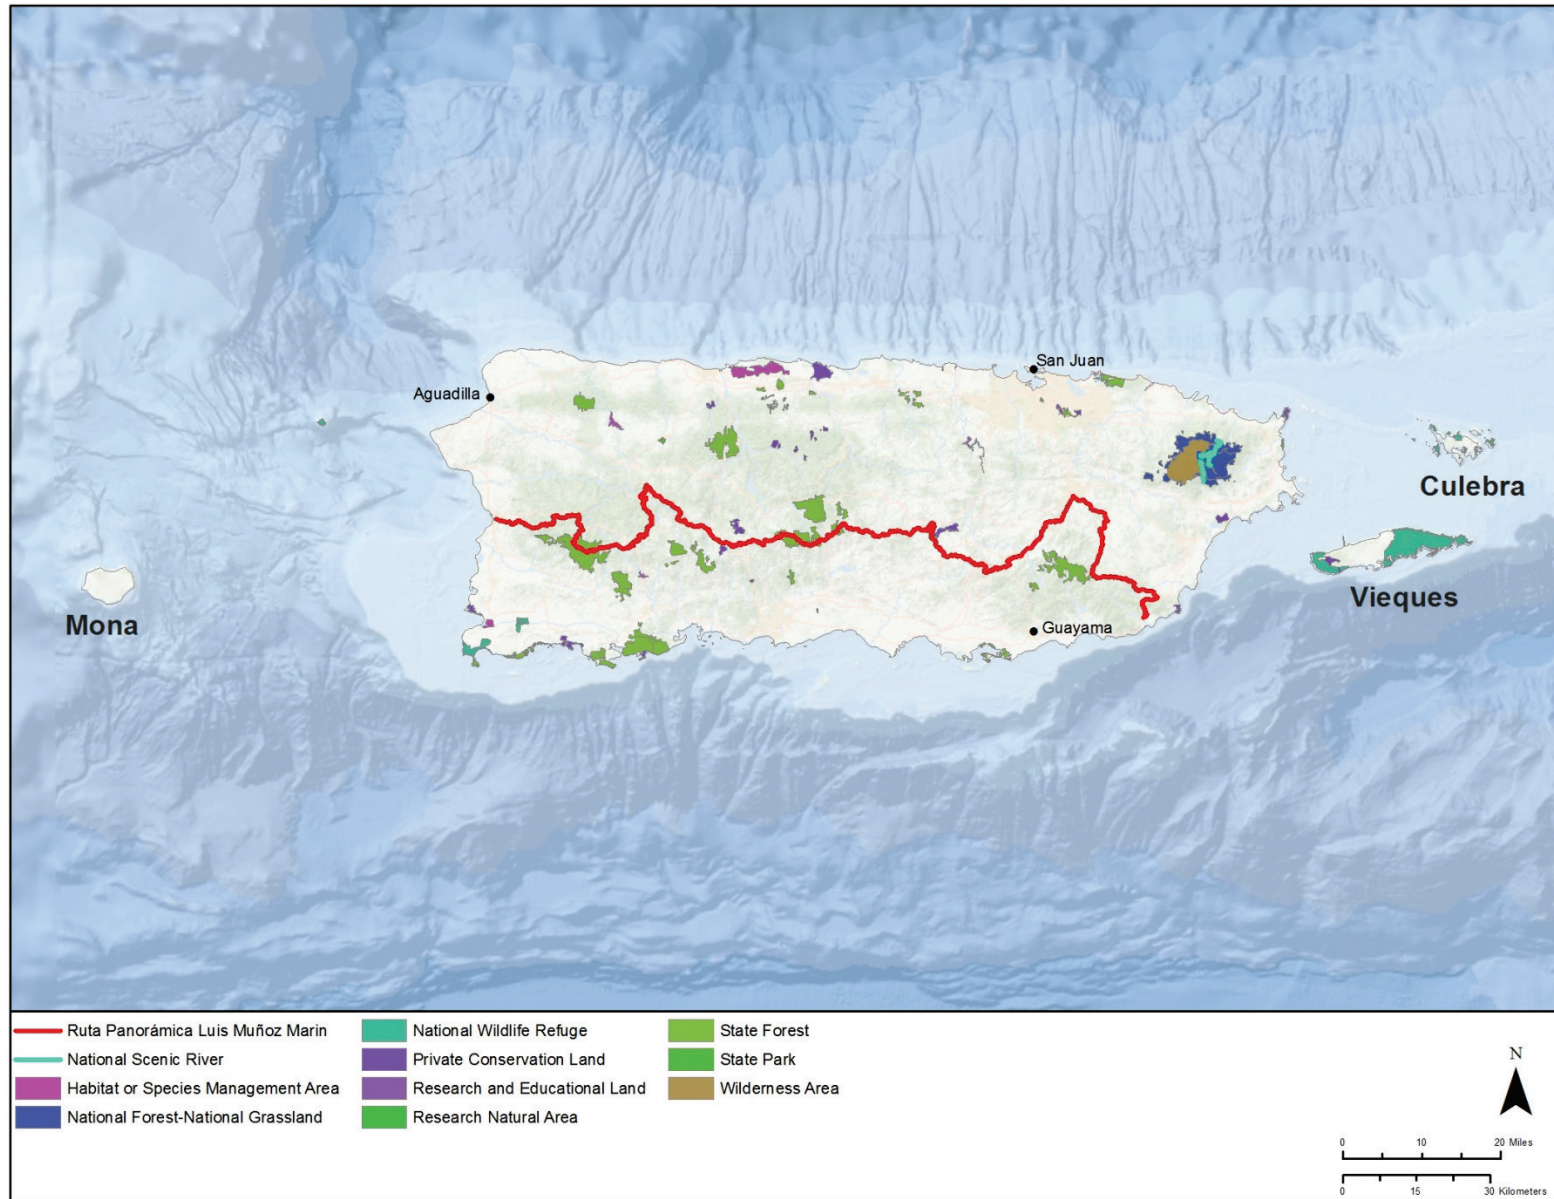 San Juan
Aguadilla
Culebra
Vieques
Mona
Guayama
Ruta Panorámica Luis Muñoz Marin
National Scenic River
Habitat or Species Management Area
National Forest-National Grassland
National Wildlife Refuge
Private Conservation Land
Research and Educational Land
Research Natural Area
State Forest
State Park
Wilderness Area
N
0 10 20 Miles
0 15 30 Kilometers